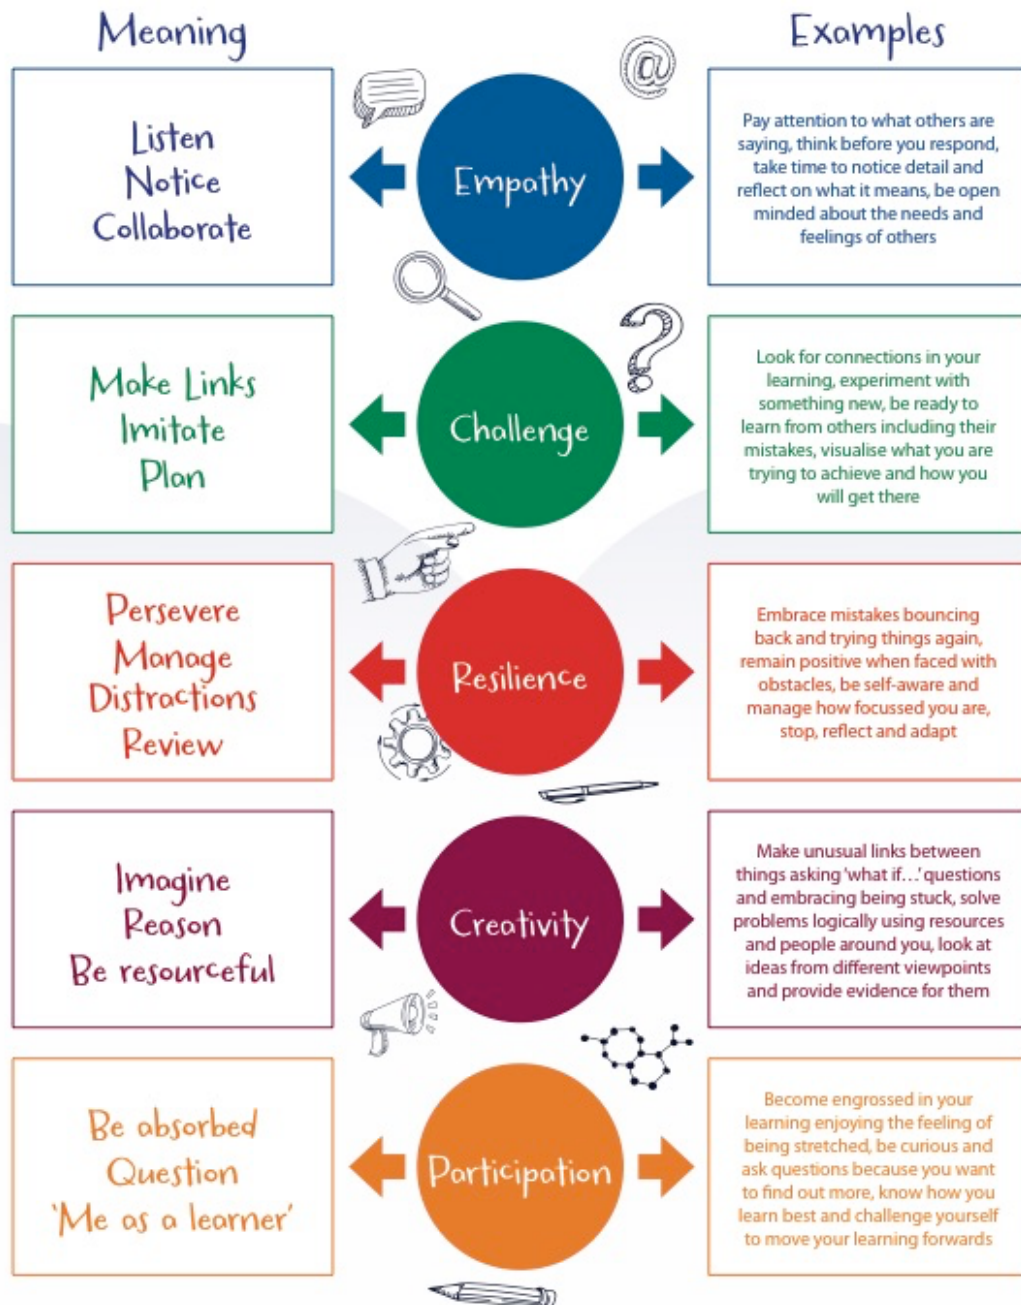 Meaning
Examples
Listen
Notice
Collaborate
@
Empathy
Pay attention to what others are
saying, think before you respond,
take time to notice detail and
reflect on what it means, be open
minded about the needs and
feelings of others
Make Links
Imitate
Plan
?
Challenge
Look for connections in your
learning, experiment with
something new, be ready to
learn from others including their
mistakes, visualise what you are
trying to achieve and how you
will get there
Persevere
Manage
Distractions
Review
Resilience
Embrace mistakes bouncing
back and trying things again,
remain positive when faced with
obstacles, be self-aware and
manage how focussed you are,
stop, reflect and adapt
Imagine
Reason
Be resourceful
Creativity
Make unusual links between
things asking ‘what if…’ questions
and embracing being stuck, solve
problems logically using resources
and people around you, look at
ideas from different viewpoints
and provide evidence for them
Be absorbed
Question
‘Me as a learner’
Participation
Become engrossed in your
learning enjoying the feeling of
being stretched, be curious and
ask questions because you want
to find out more, know how you
learn best and challenge yourself
to move your learning forwards